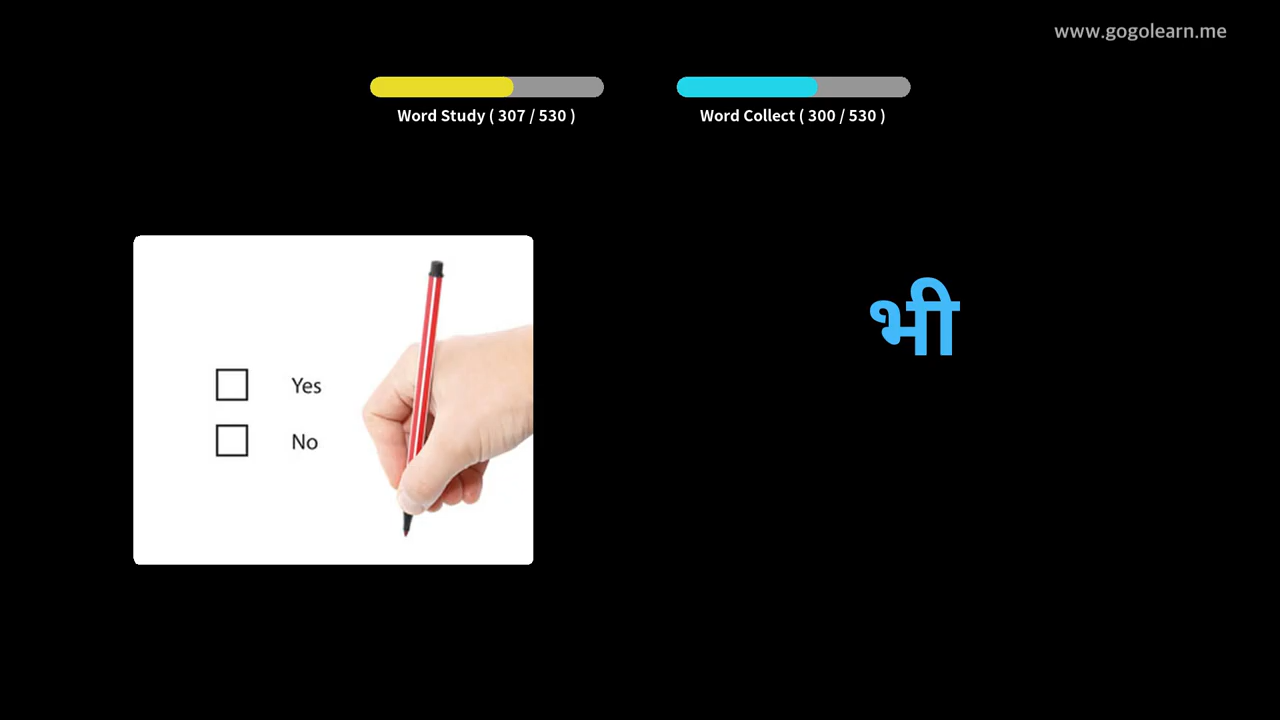 www.gogolearn.me
Word Study ( 307 / 530 )
Word Collect ( 300 / 530 )
भी
Yes
No